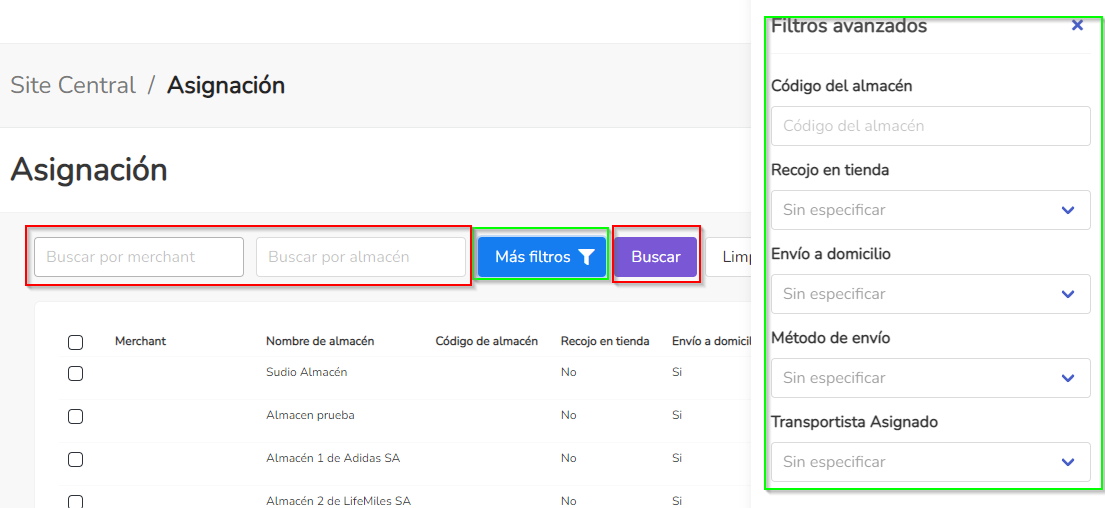 Site Central / Asignación
Asignación
Buscar por merchant
Buscar por almacén
Más filtros
Buscar
Merchant
Nombre de almacén
Código de almacén
Recojo en tienda
Envío a
Sudio Almacén
No
Si
Almacen prueba
No
Si
Almacén 1 de Adidas SA
No
Si
Almacén 2 de LifeMiles SA
No
Si
Filtros avanzados
Código del almacén
Código del almacén
Recojo en tienda
Sin especificar
Envío a domicilio
Sin especificar
Método de envío
Sin especificar
Transportista Asignado
Sin especificar